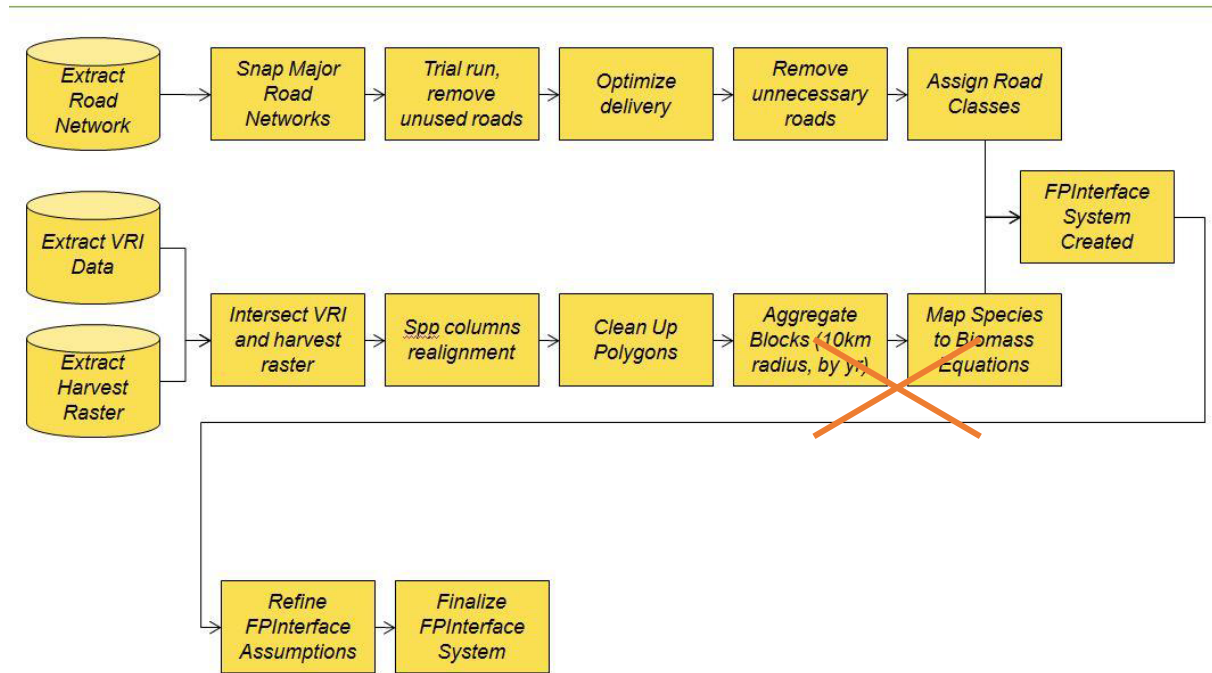 Extract
Road
Network
Snap Major
Road
Networks
Trial run,
remove
unused roads
Optimize
delivery
Remove
unnecessary
roads
Assign Road
Classes
FPInterface
System
Created
Extract VRI
Data
Extract
Harvest
Raster
Intersect VRI
and harvest
raster
Spp columns
realignment
Clean Up
Polygons
Aggregate
Blocks (10km
radius, by yr)
Map Species
to Biomass
Equations
Refine
FPInterface
Assumptions
Finalize
FPInterface
System